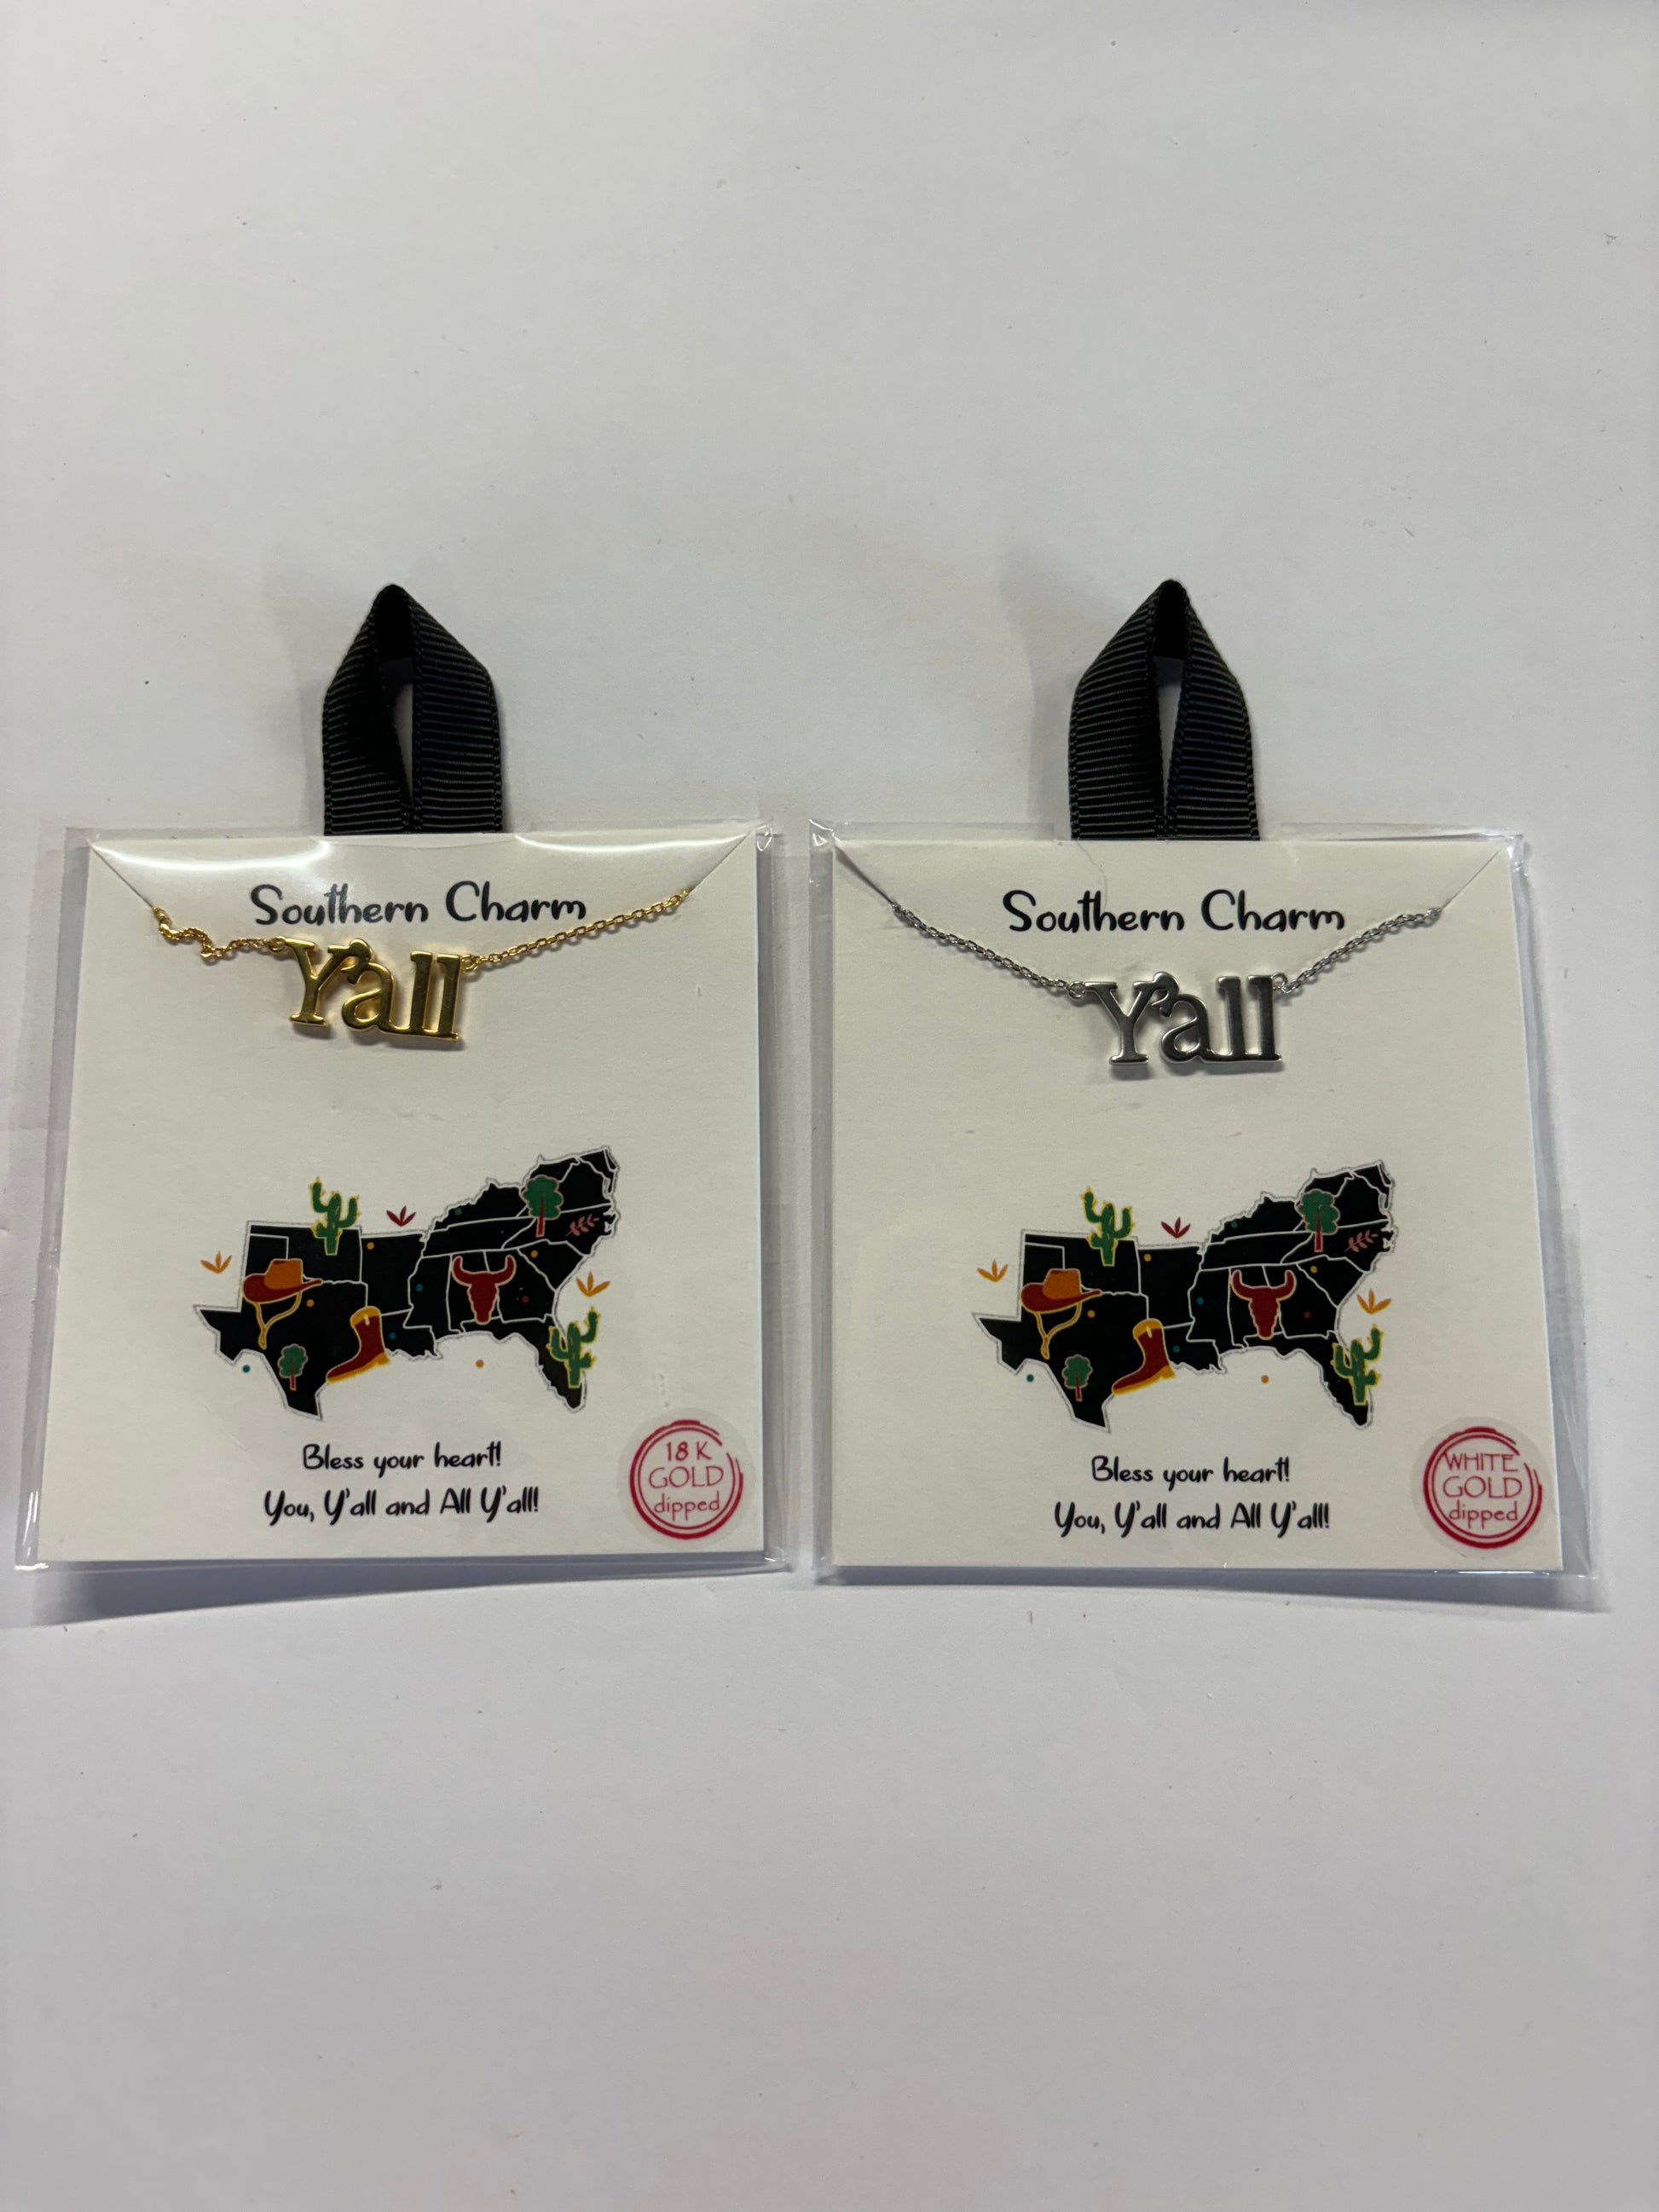 Southern Charm
Y'all
Bless your heart!
You, Y'all and All Y'all!
18 K
GOLD
dipped
Southern Charm
Y'all
Bless your heart!
You, Y'all and All Y'all!
WHITE
GOLD
dipped